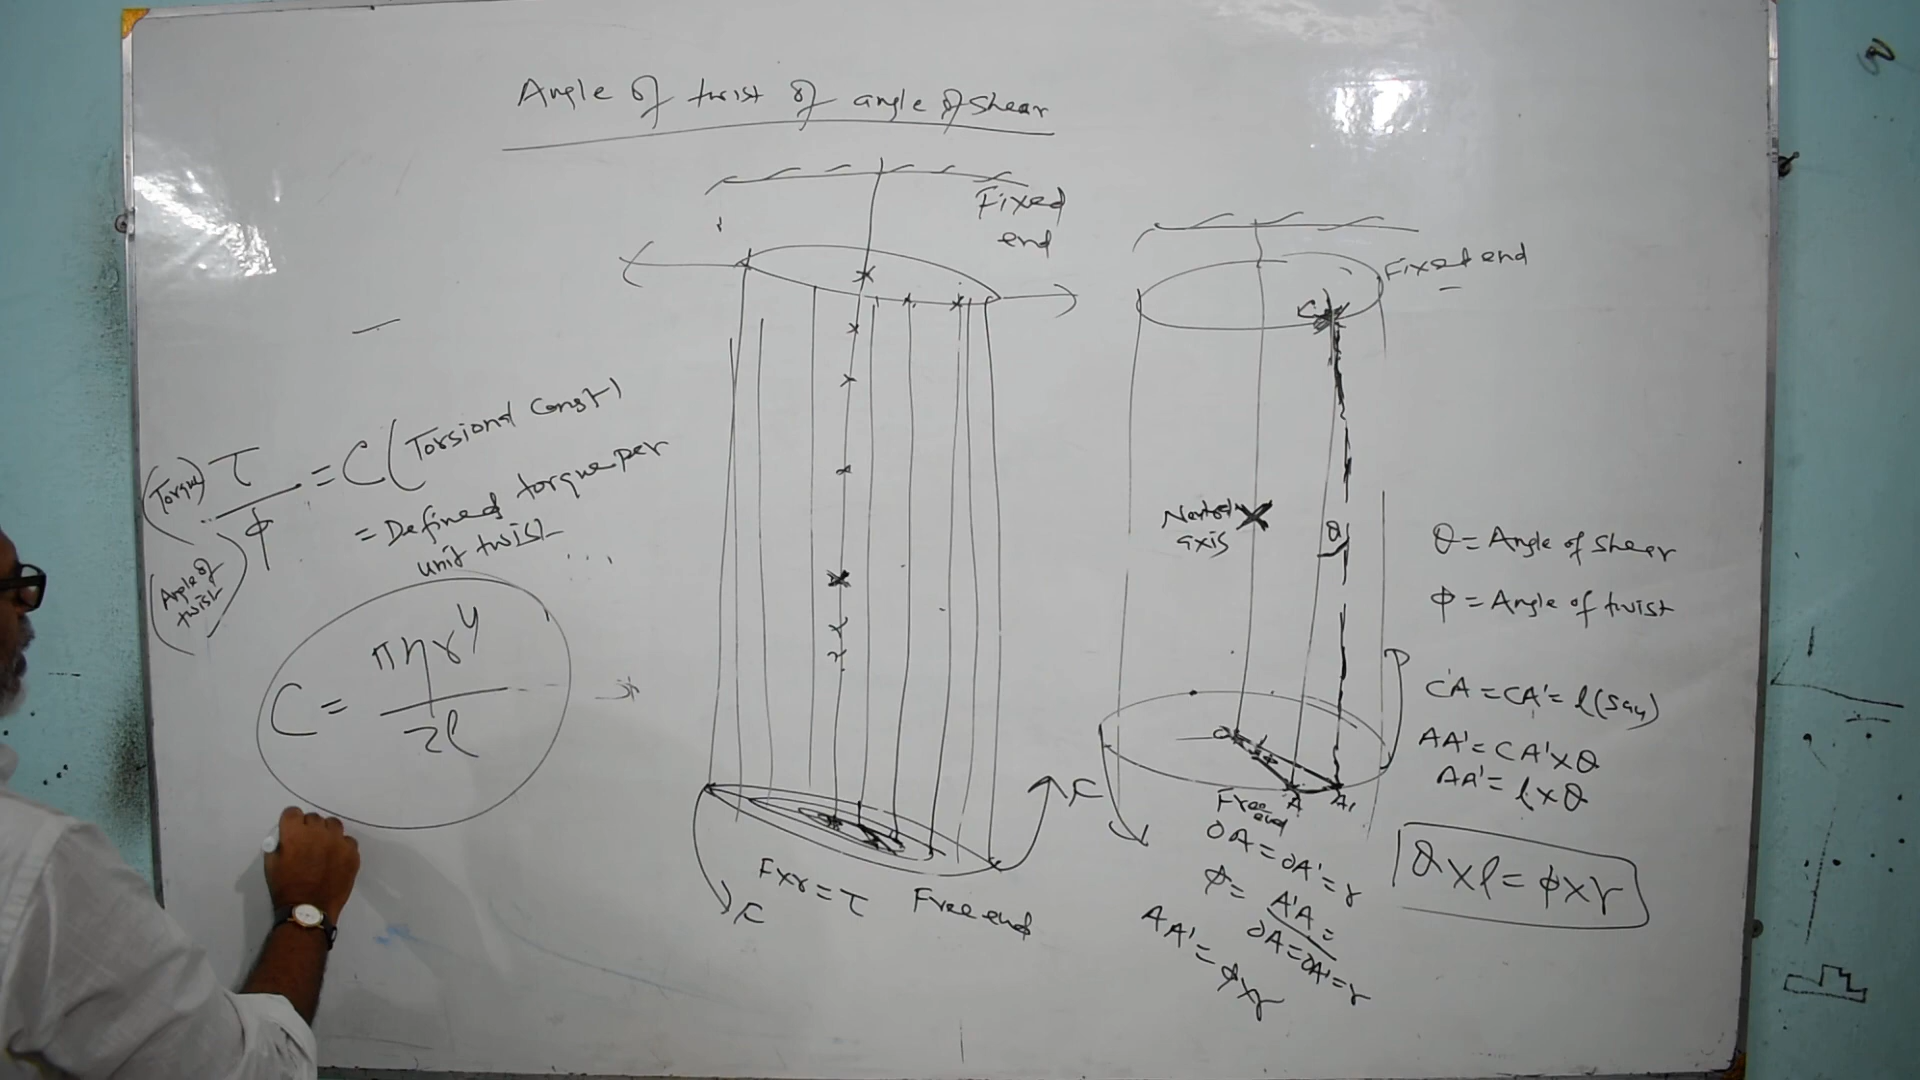 Angle of twist & angle of shear
Fixed
end
(Torque) τ
φ
(Angle of
twist)
= C (Torsional Const)
= Defined torque per
unit twist
C = πηr⁴
2l
F×r = τ
F
F
Free end
Fixed end
C
Neutral
axis
θ
O
φ
A
A₁
Free
end
OA = OA' = r
φ = A'A =
OA = OA' = r
AA' = φ×r
θ = Angle of shear
φ = Angle of twist
CA = CA' = l (say)
AA' = CA' × θ
AA' = l × θ
θ×l = φ×r